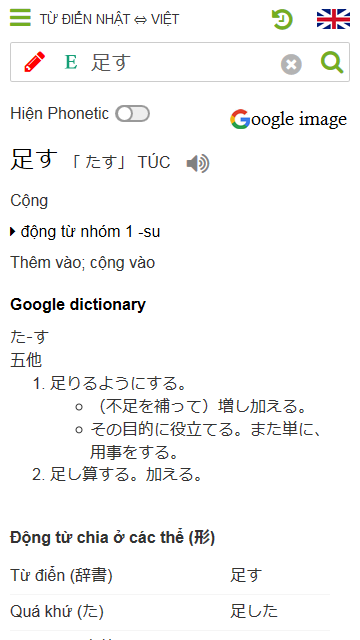 TỪ ĐIỂN NHẬT ⇔ VIỆT
E 足す
Hiện Phonetic Google image
足す 「 たす」 TÚC
Cộng
động từ nhóm 1 -su
Thêm vào; cộng vào
Google dictionary
た-す
五他
1. 足りるようにする。
（不足を補って）増し加える。
その目的に役立てる。また単に、
用事をする。
2. 足し算する。加える。
Động từ chia ở các thể (形)
Từ điển (辞書) 足す
Quá khứ (た) 足した